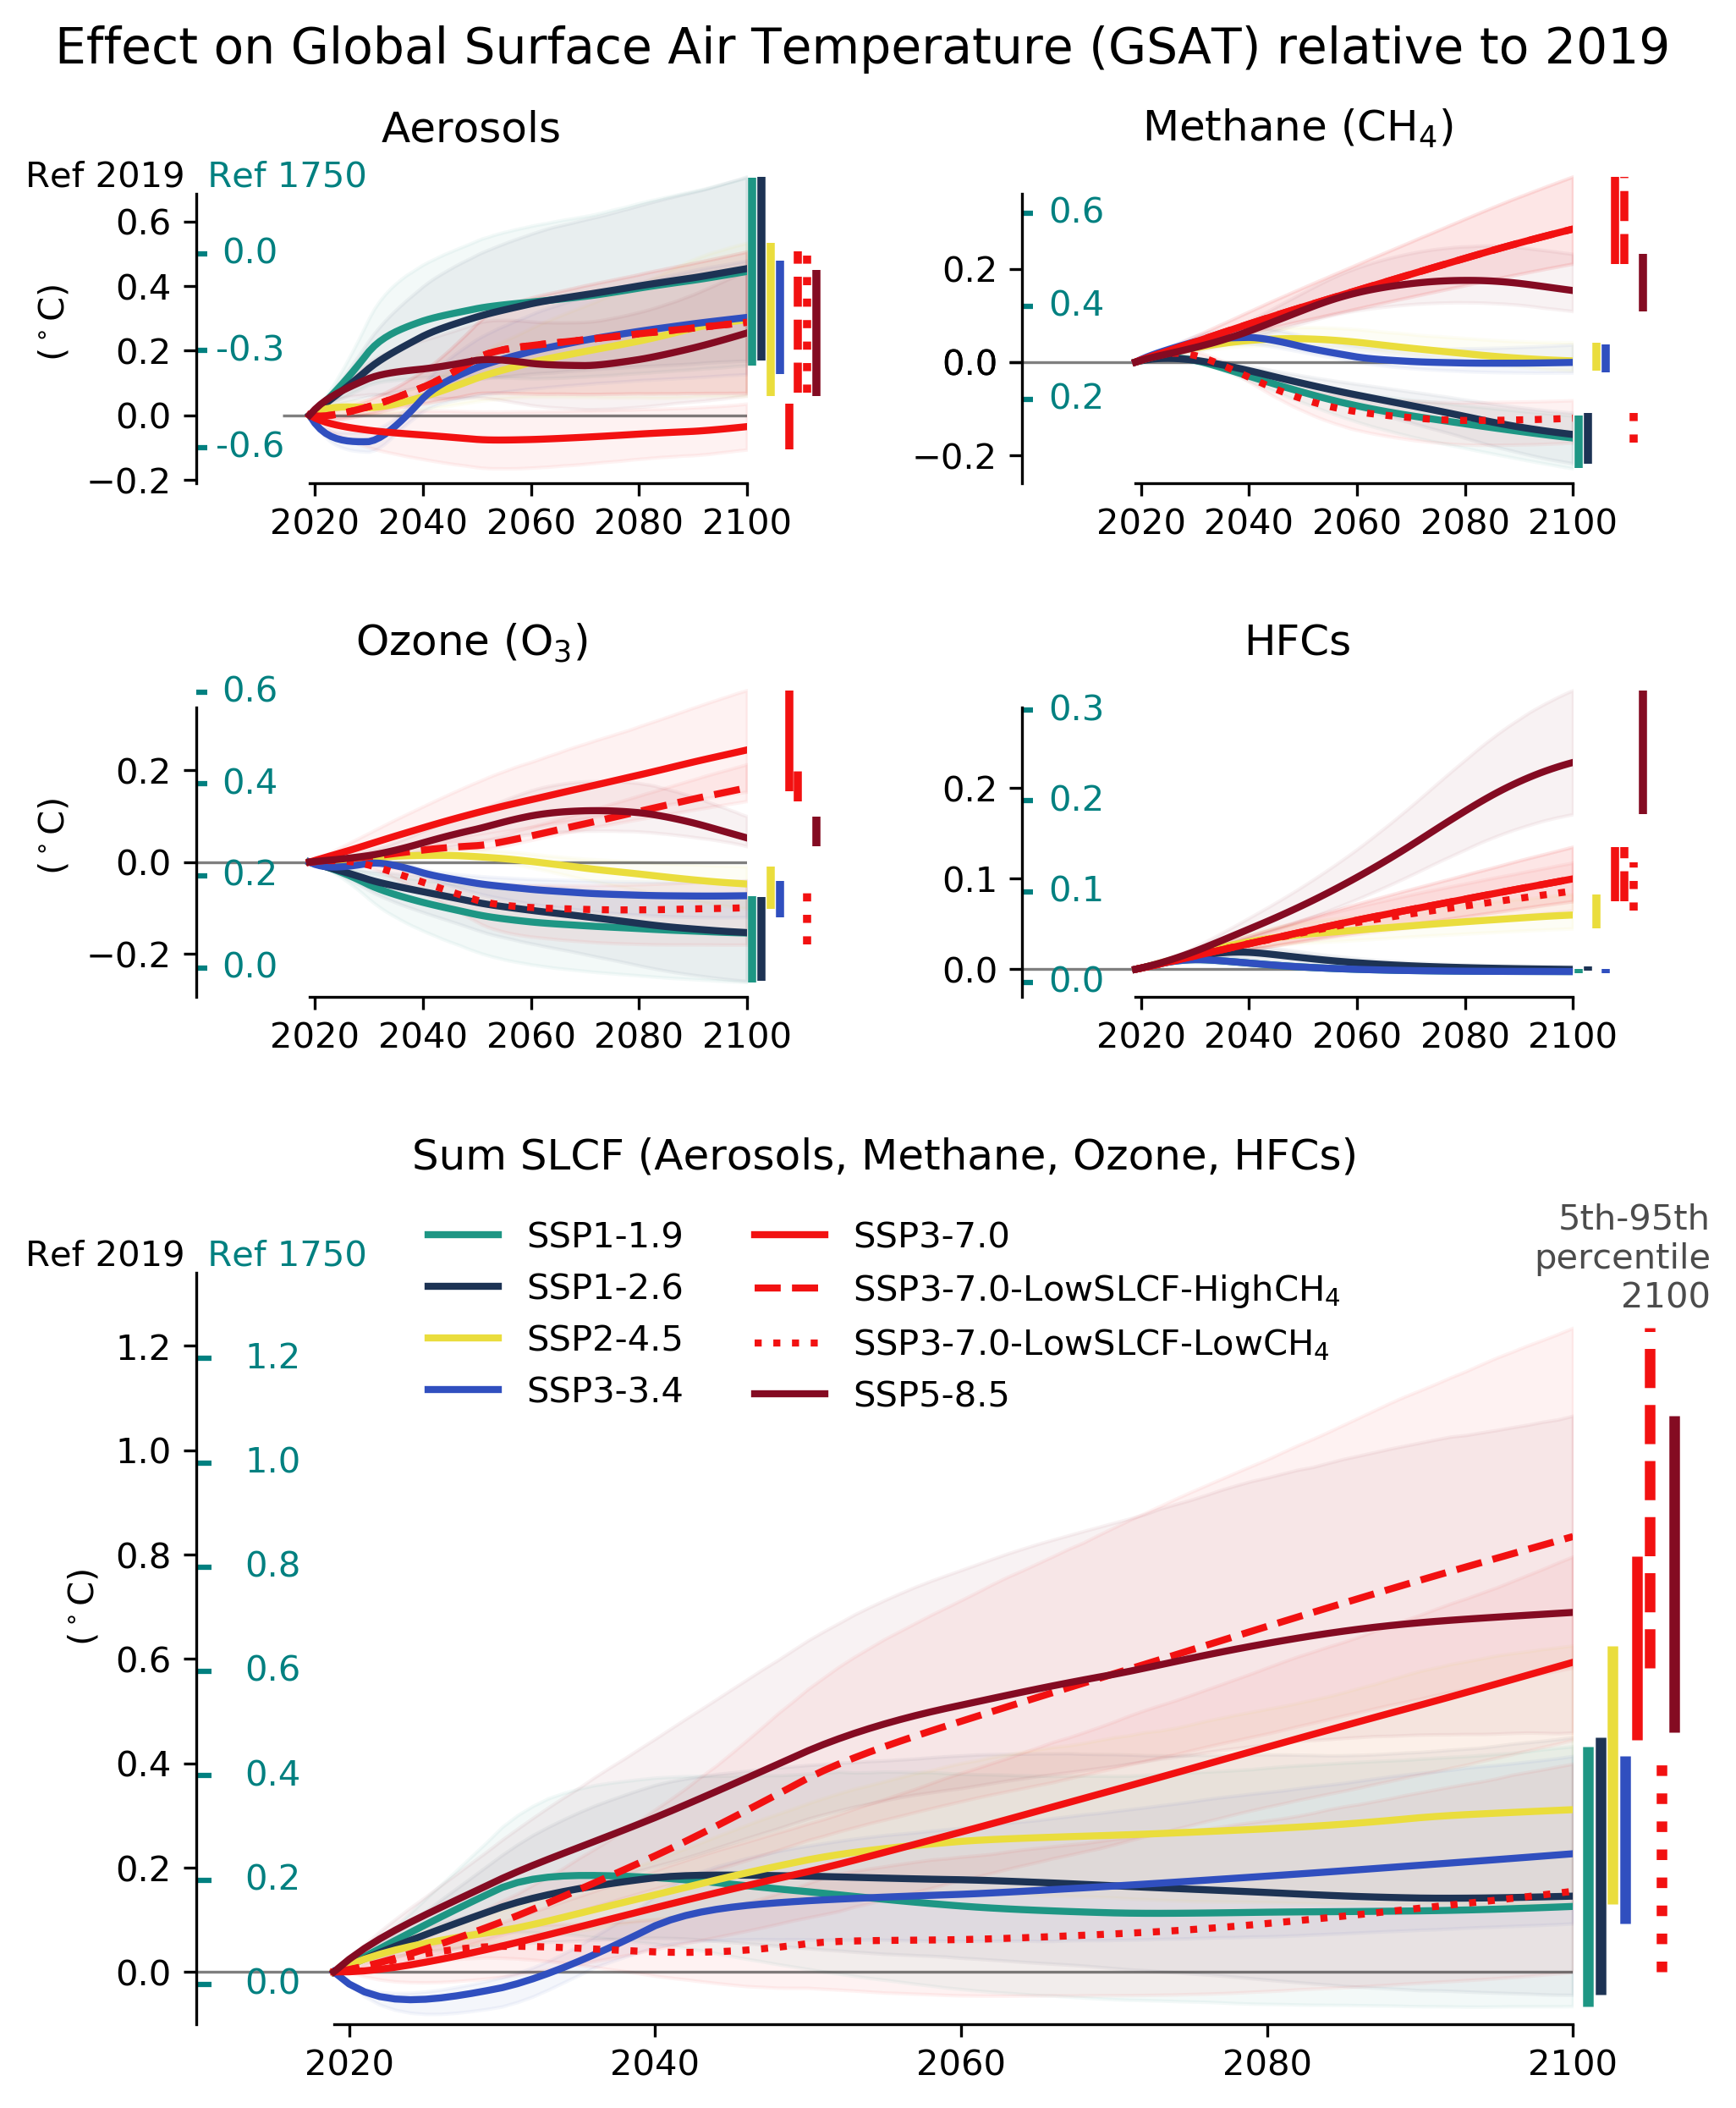 Effect on Global Surface Air Temperature (GSAT) relative to 2019
Aerosols
Ref 2019 Ref 1750
0.6
0.4
0.2
0.0
−0.2
(°C)
0.0
-0.3
-0.6
2020 2040 2060 2080 2100
Methane (CH₄)
0.2
0.0
−0.2
0.6
0.4
0.2
2020 2040 2060 2080 2100
Ozone (O₃)
0.2
0.0
−0.2
(°C)
0.6
0.4
0.2
0.0
2020 2040 2060 2080 2100
HFCs
0.2
0.1
0.0
0.3
0.2
0.1
0.0
2020 2040 2060 2080 2100
Sum SLCF (Aerosols, Methane, Ozone, HFCs)
Ref 2019 Ref 1750
SSP1-1.9
SSP1-2.6
SSP2-4.5
SSP3-3.4
SSP3-7.0
SSP3-7.0-LowSLCF-HighCH₄
SSP3-7.0-LowSLCF-LowCH₄
SSP5-8.5
5th-95th
percentile
2100
1.2
1.0
0.8
0.6
0.4
0.2
0.0
(°C)
1.2
1.0
0.8
0.6
0.4
0.2
0.0
2020 2040 2060 2080 2100